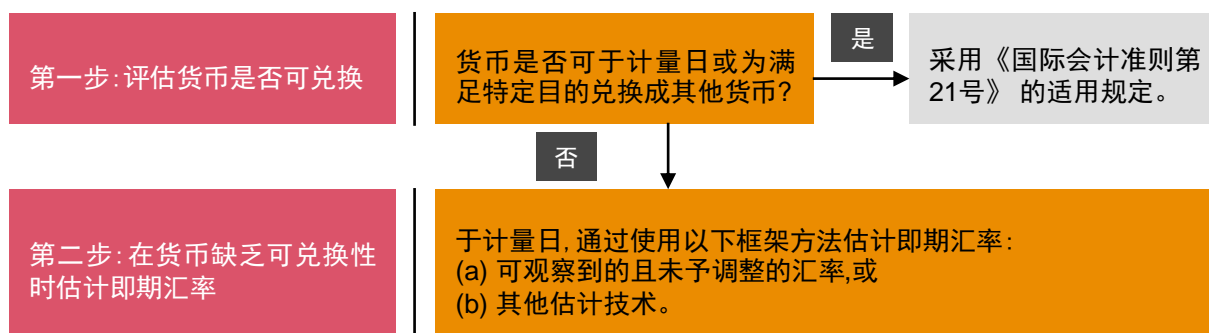 第一步:评估货币是否可兑换
货币是否可于计量日或为满
足特定目的兑换成其他货币?
是
采用《国际会计准则第
21号》 的适用规定。
否
第二步:在货币缺乏可兑换性
时估计即期汇率
于计量日,通过使用以下框架方法估计即期汇率:
(a) 可观察到的且未予调整的汇率,或
(b) 其他估计技术。